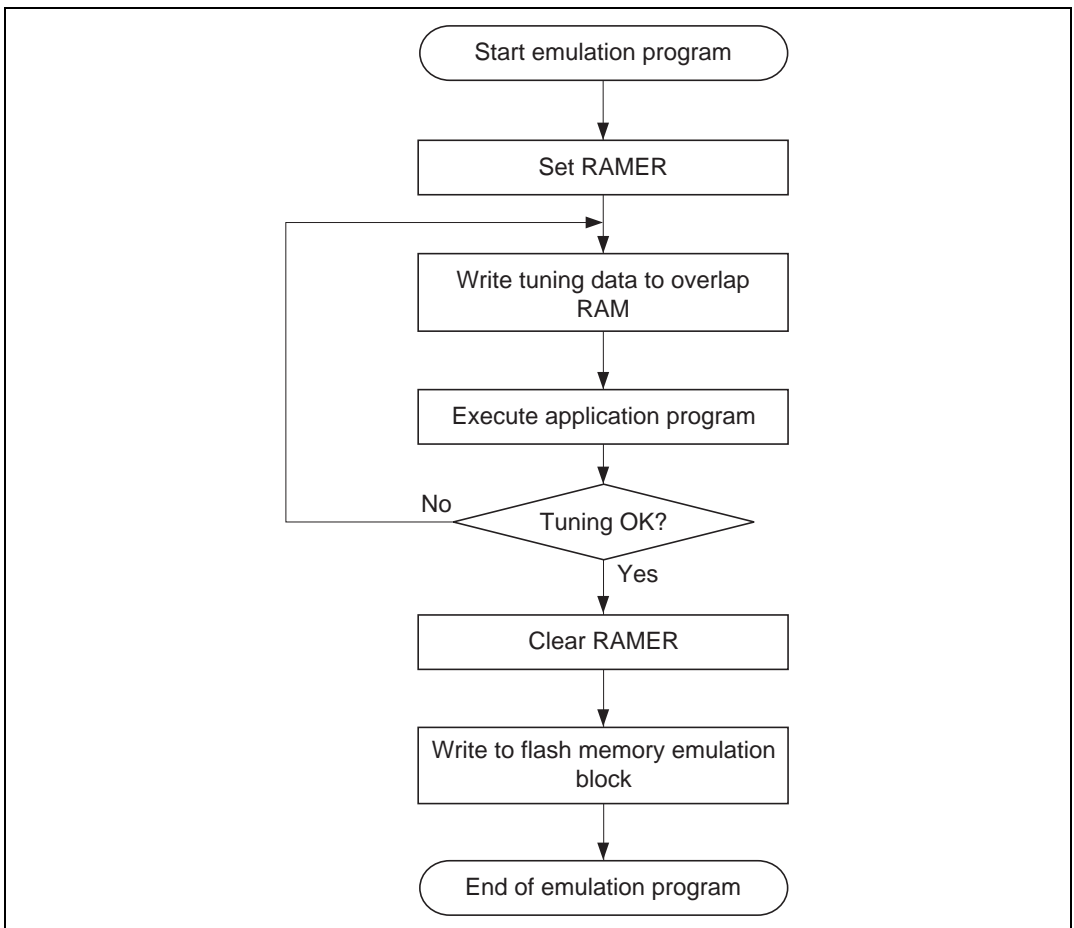 Start emulation program
Set RAMER
Write tuning data to overlap
RAM
Execute application program
No
Tuning OK?
Yes
Clear RAMER
Write to flash memory emulation
block
End of emulation program